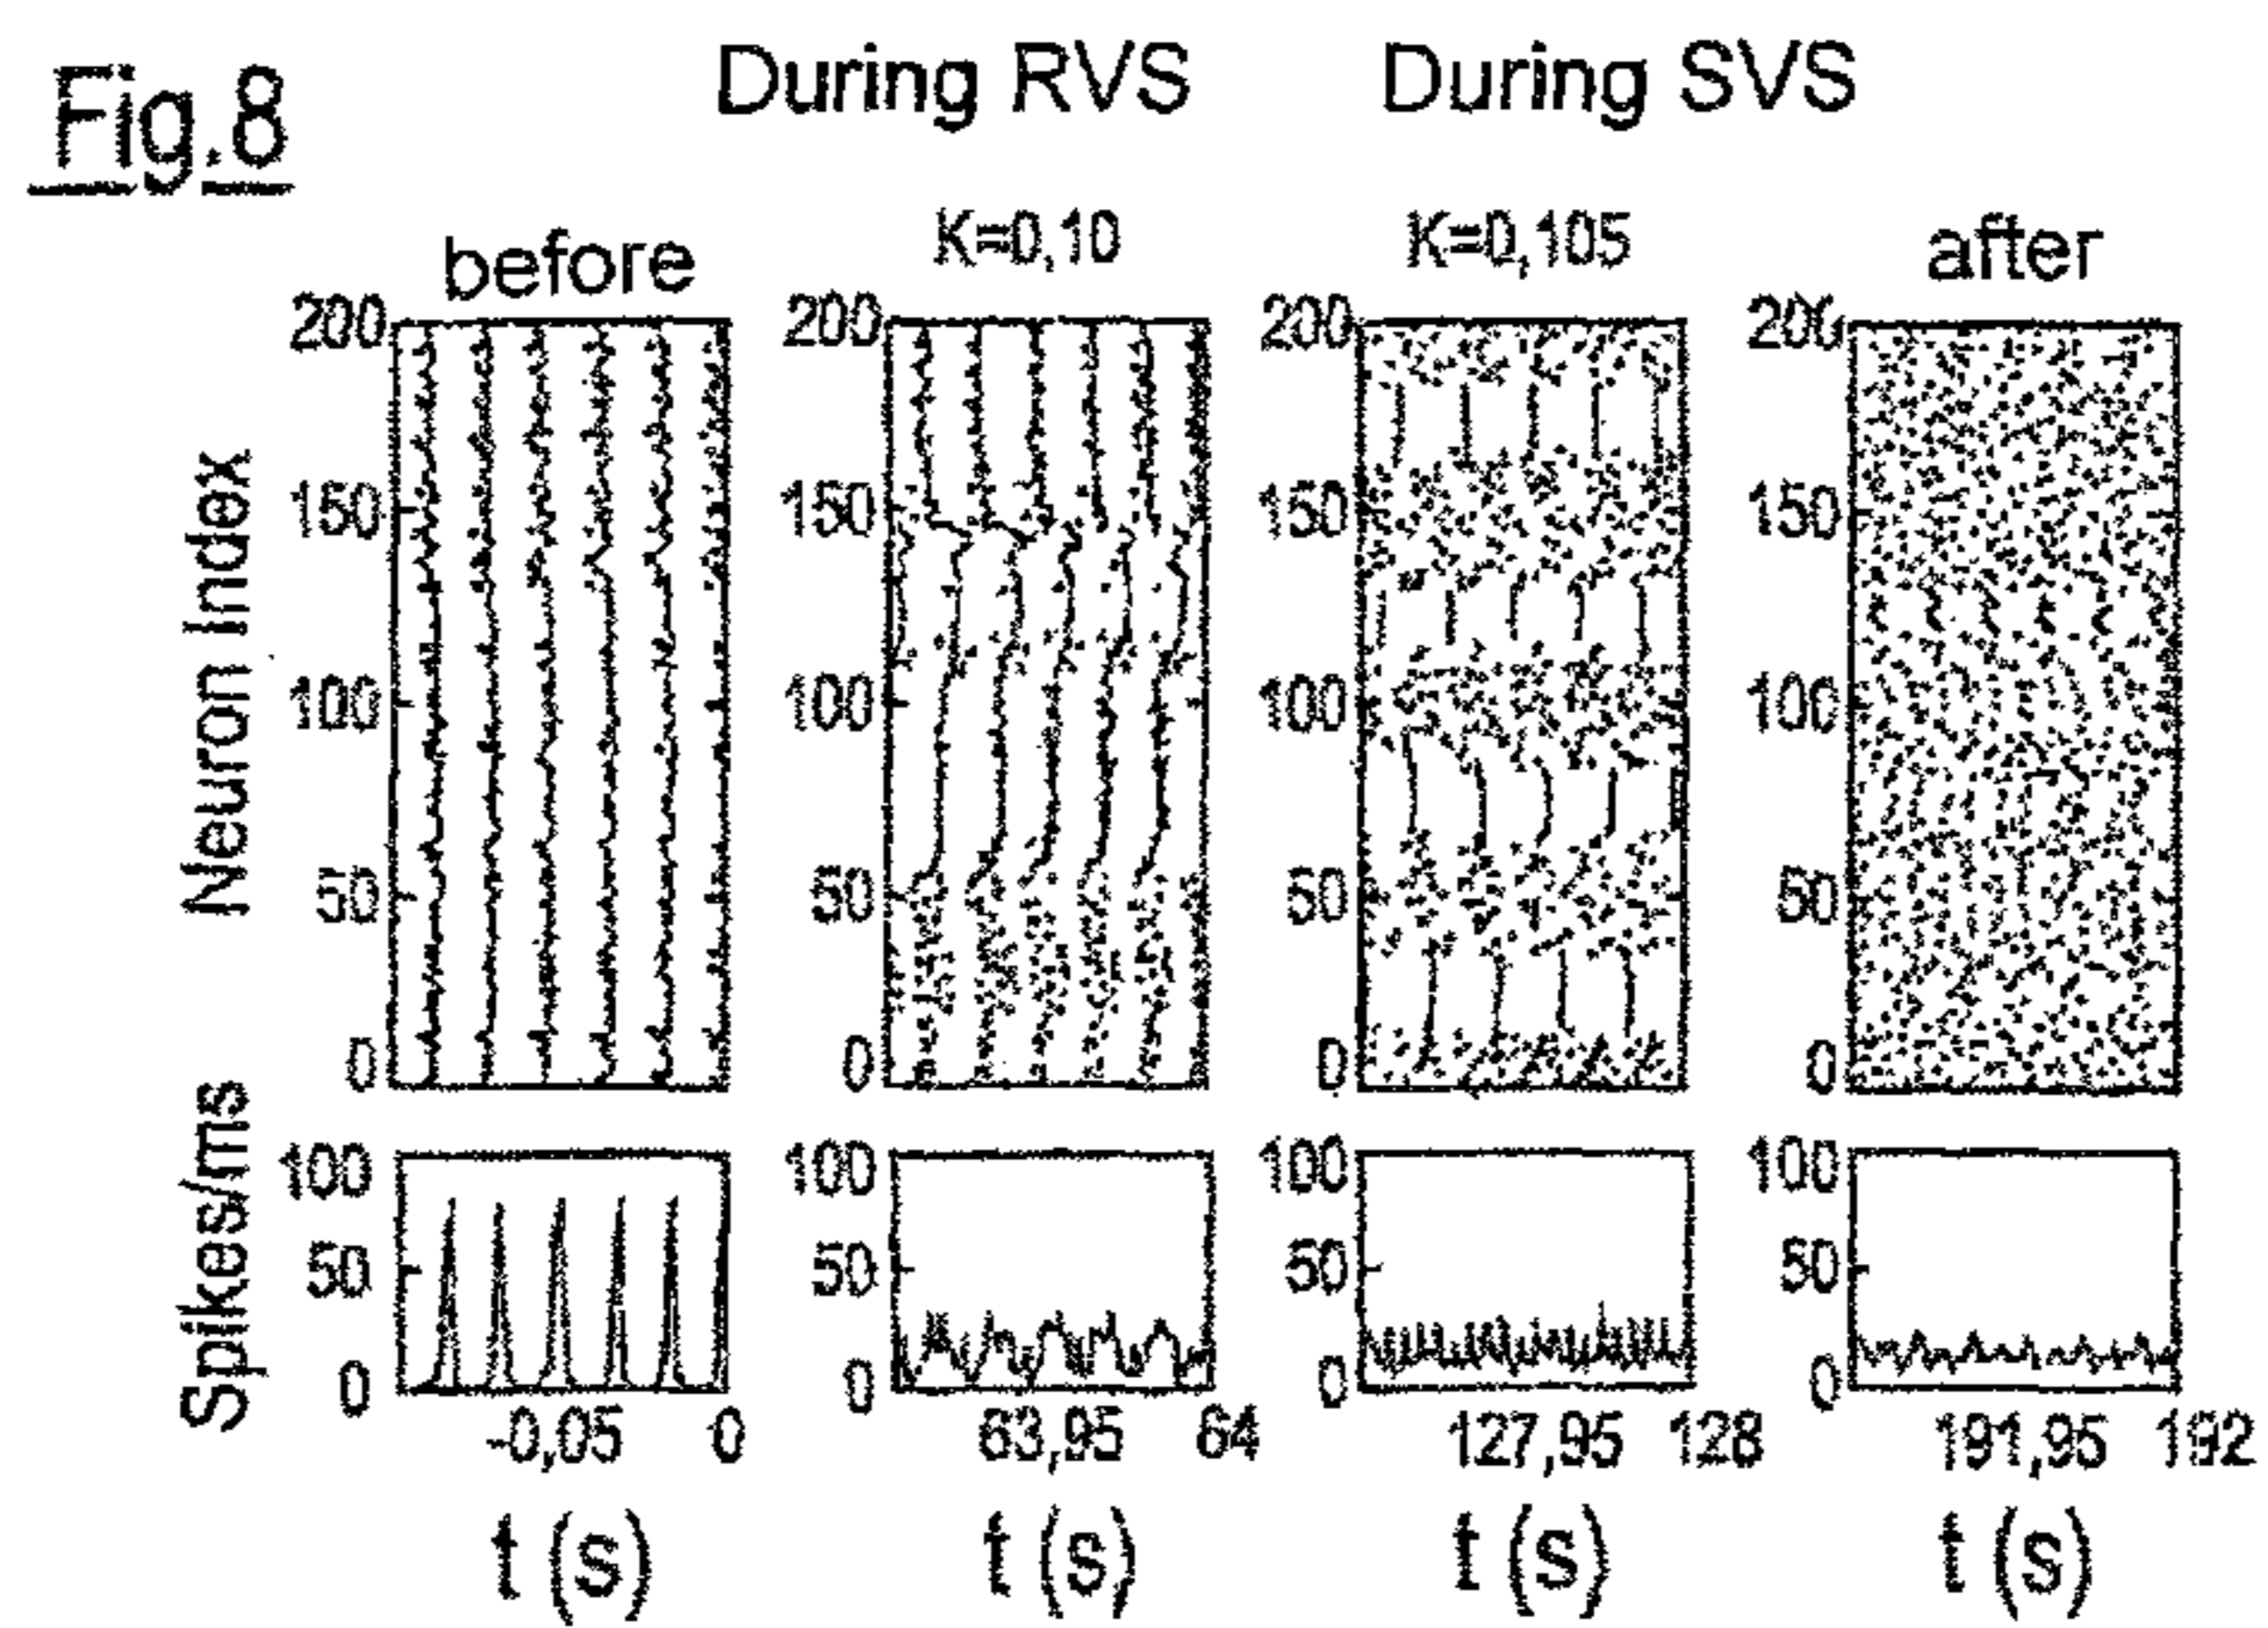 Fig.8
During RVS
During SVS
before
K=0,10
K=0,105
after
Neuron Index
200
150
100
50
0
200
150
100
50
0
200
150
100
50
0
200
150
100
50
0
Spikes/ms
100
50
0
100
50
0
100
50
0
100
50
0
-0,05 0
63,95 64
127,95 128
191,95 192
t (s)
t (s)
t (s)
t (s)